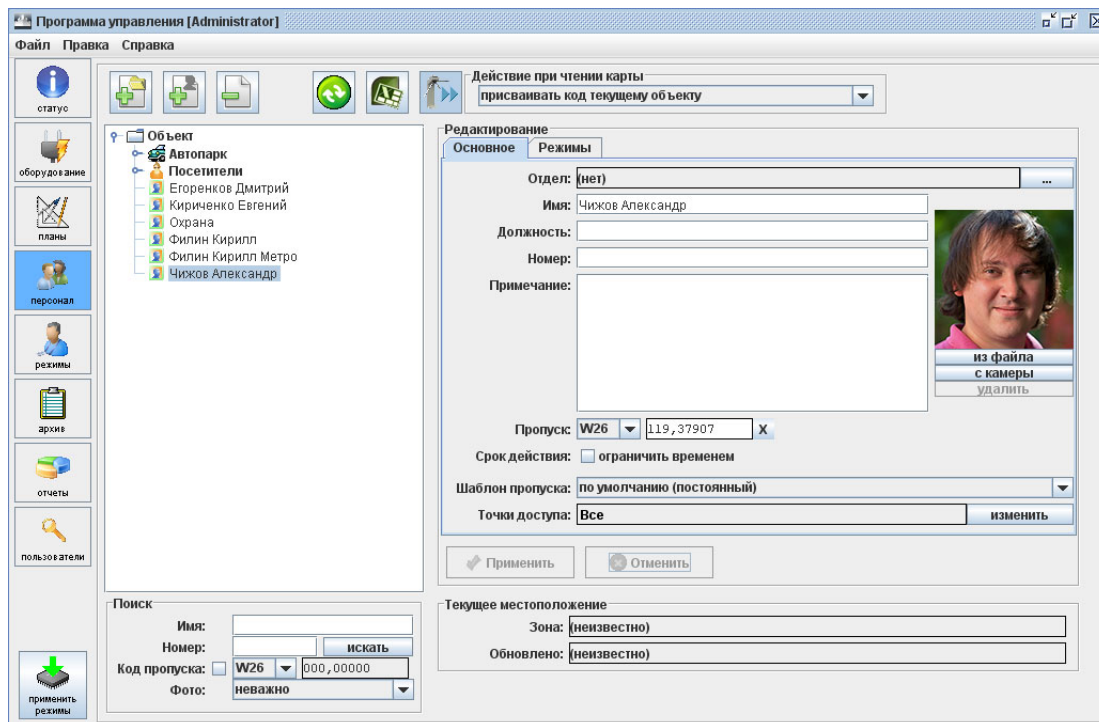 Программа управления [Administrator]
Файл Правка Справка
статус
оборудование
планы
персонал
режимы
архив
отчеты
пользователи
применить
режимы
Действие при чтении карты
присваивать код текущему объекту
Объект
Автопарк
Посетители
Егоренков Дмитрий
Кириченко Евгений
Охрана
Филин Кирилл
Филин Кирилл Метро
Чижов Александр
Поиск
Имя:
Номер: искать
Код пропуска: W26 000,00000
Фото: неважно
Редактирование
Основное Режимы
Отдел: (нет) ...
Имя: Чижов Александр
Должность:
Номер:
Примечание:
из файла
с камеры
удалить
Пропуск: W26 119,37907 X
Срок действия: ограничить временем
Шаблон пропуска: по умолчанию (постоянный)
Точки доступа: Все изменить
Применить Отменить
Текущее местоположение
Зона: (неизвестно)
Обновлено: (неизвестно)